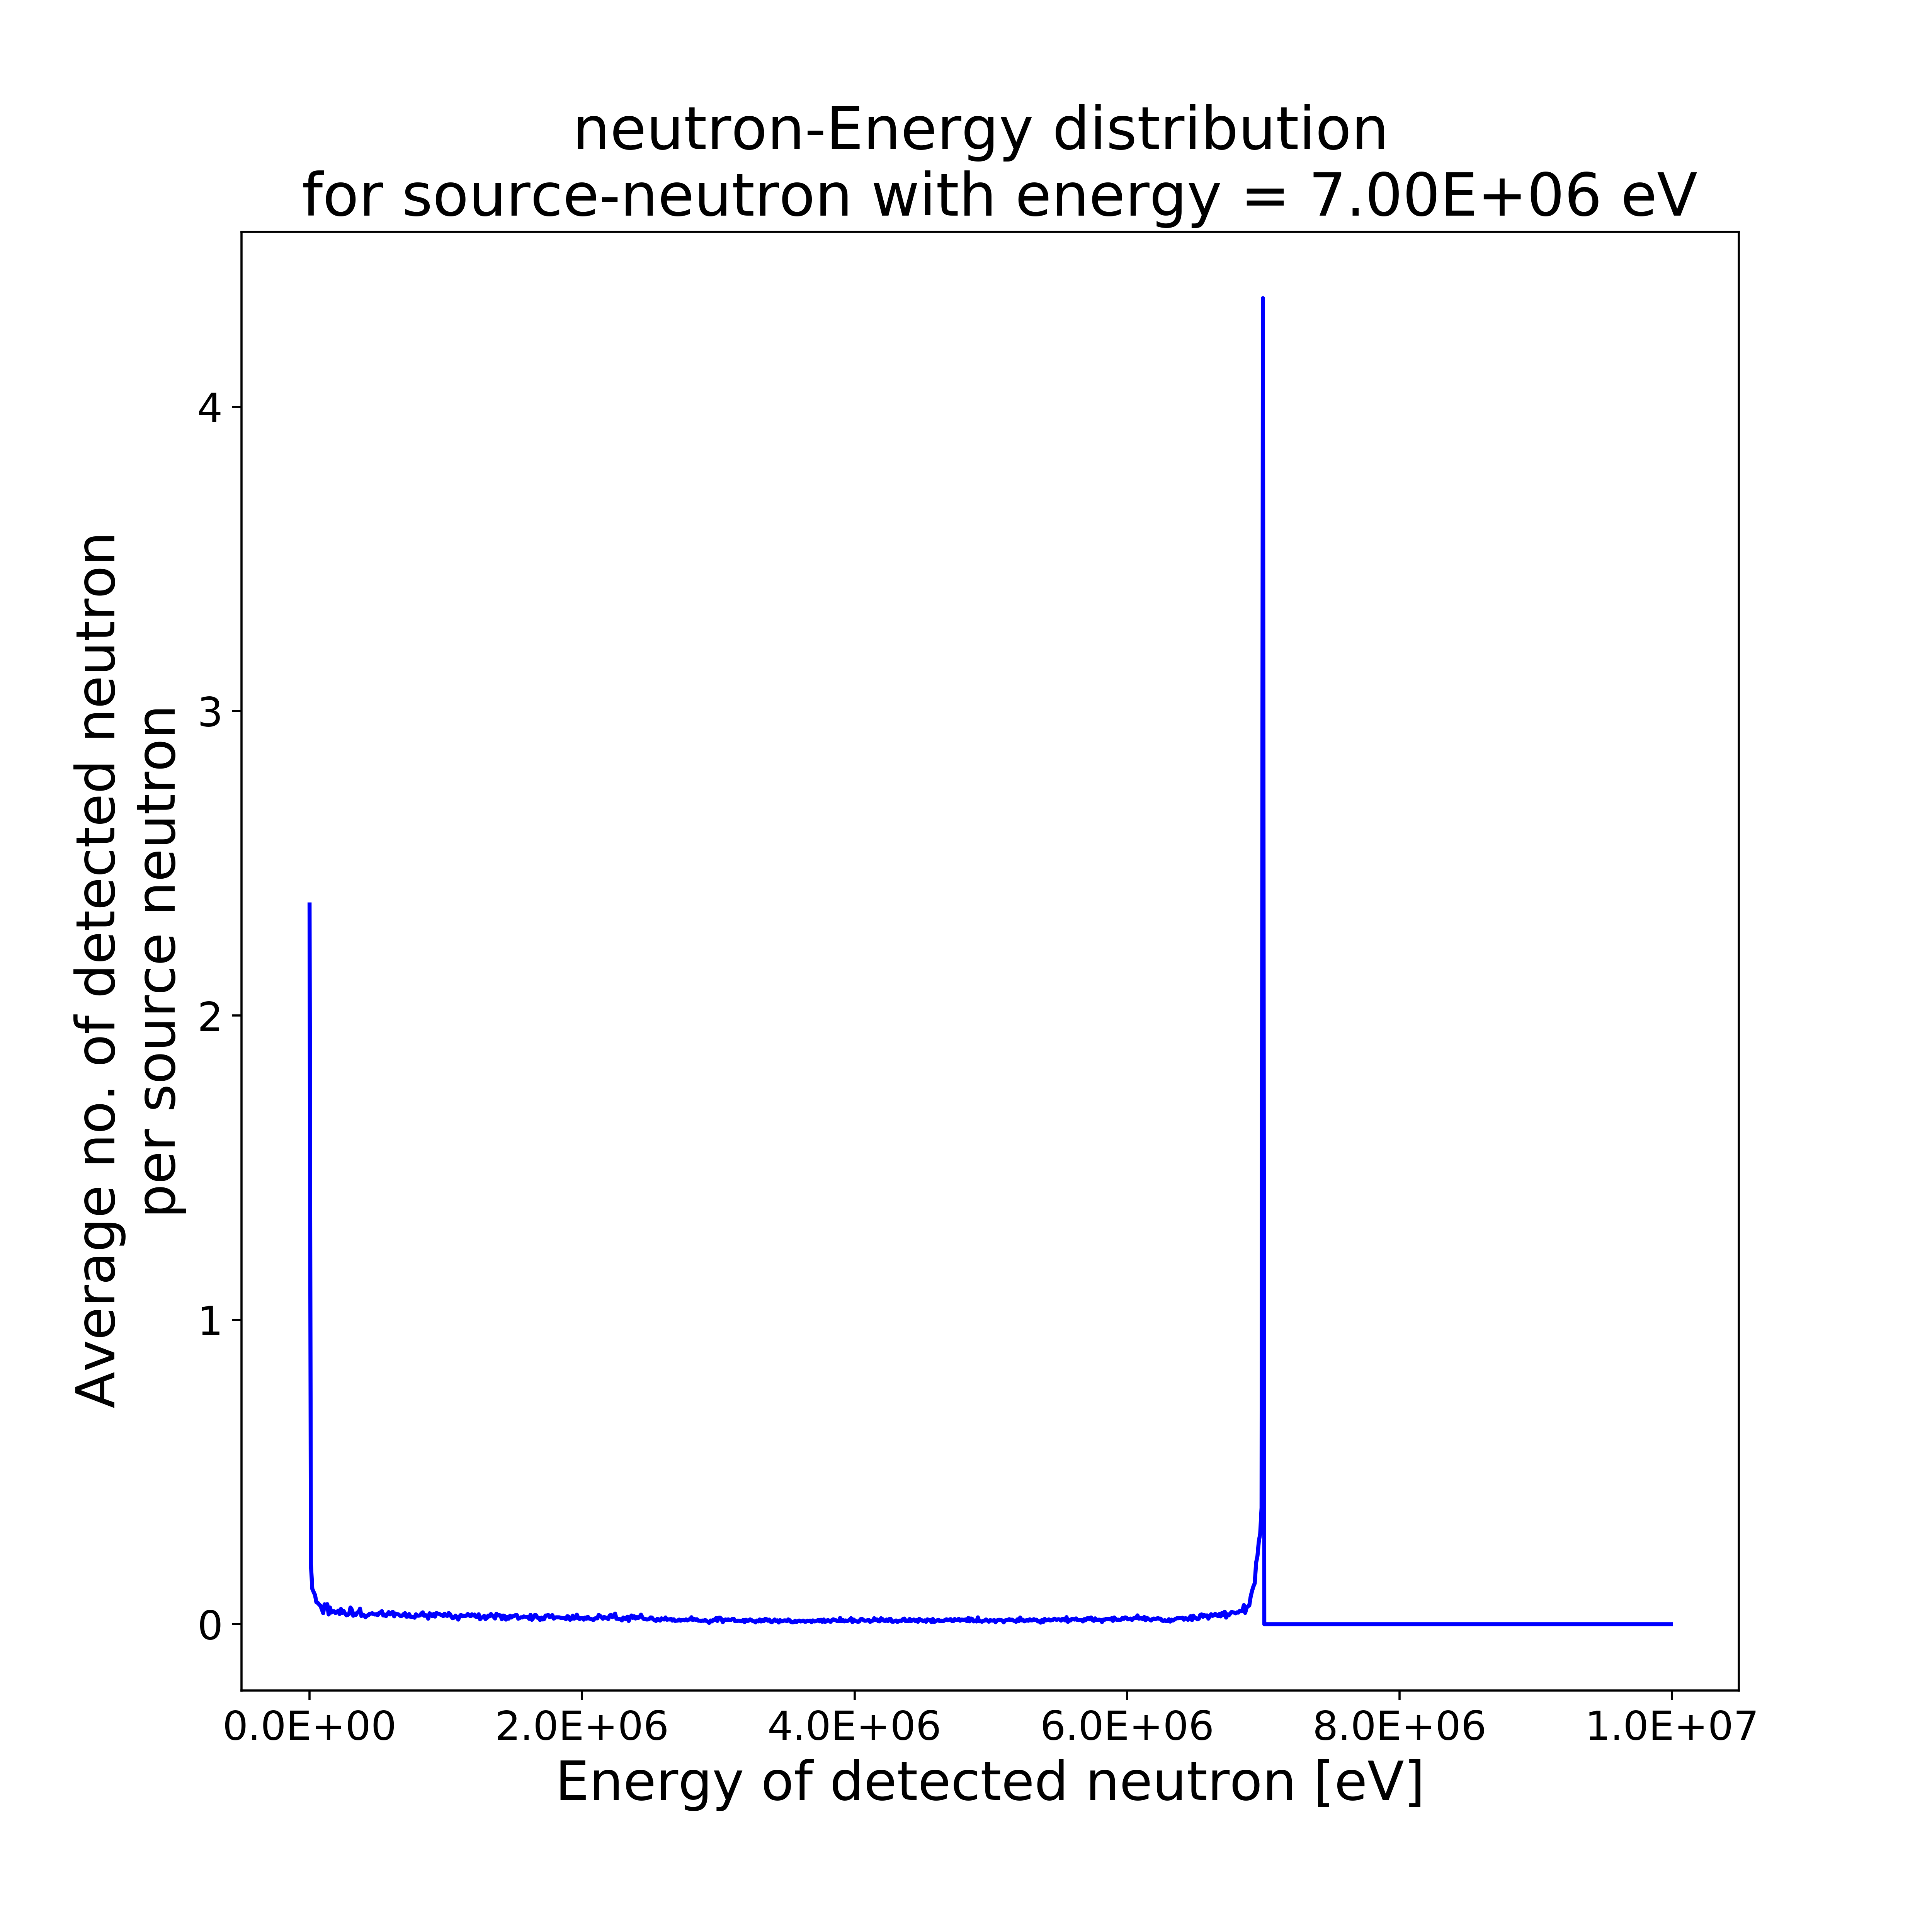 neutron-Energy distribution
for source-neutron with energy = 7.00E+06 eV
Average no. of detected neutron
per source neutron
4
3
2
1
0
0.0E+00 2.0E+06 4.0E+06 6.0E+06 8.0E+06 1.0E+07
Energy of detected neutron [eV]